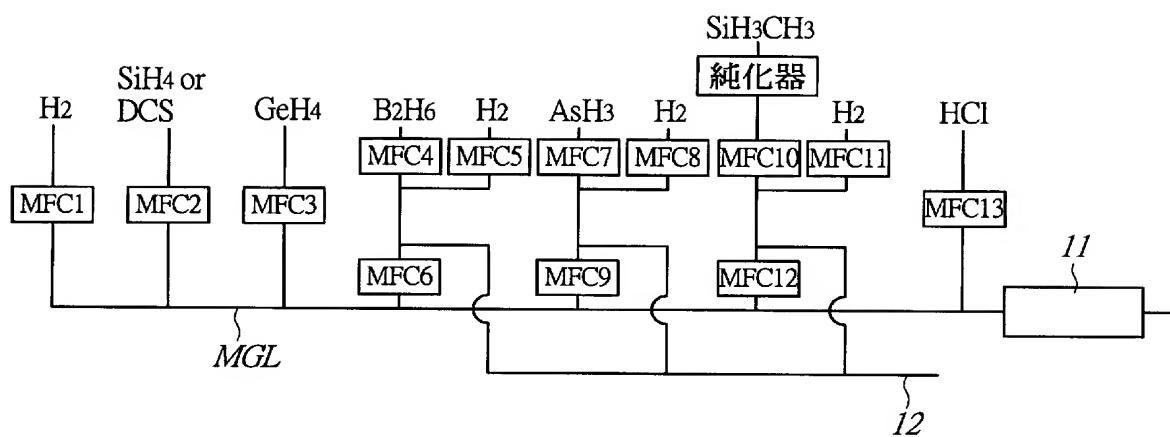 SiH3CH3
純化器
H2
SiH4 or
DCS
GeH4
B2H6
H2
AsH3
H2
H2
HCl
MFC1
MFC2
MFC3
MFC4
MFC5
MFC7
MFC8
MFC10
MFC11
MFC13
MFC6
MFC9
MFC12
11
MGL
12